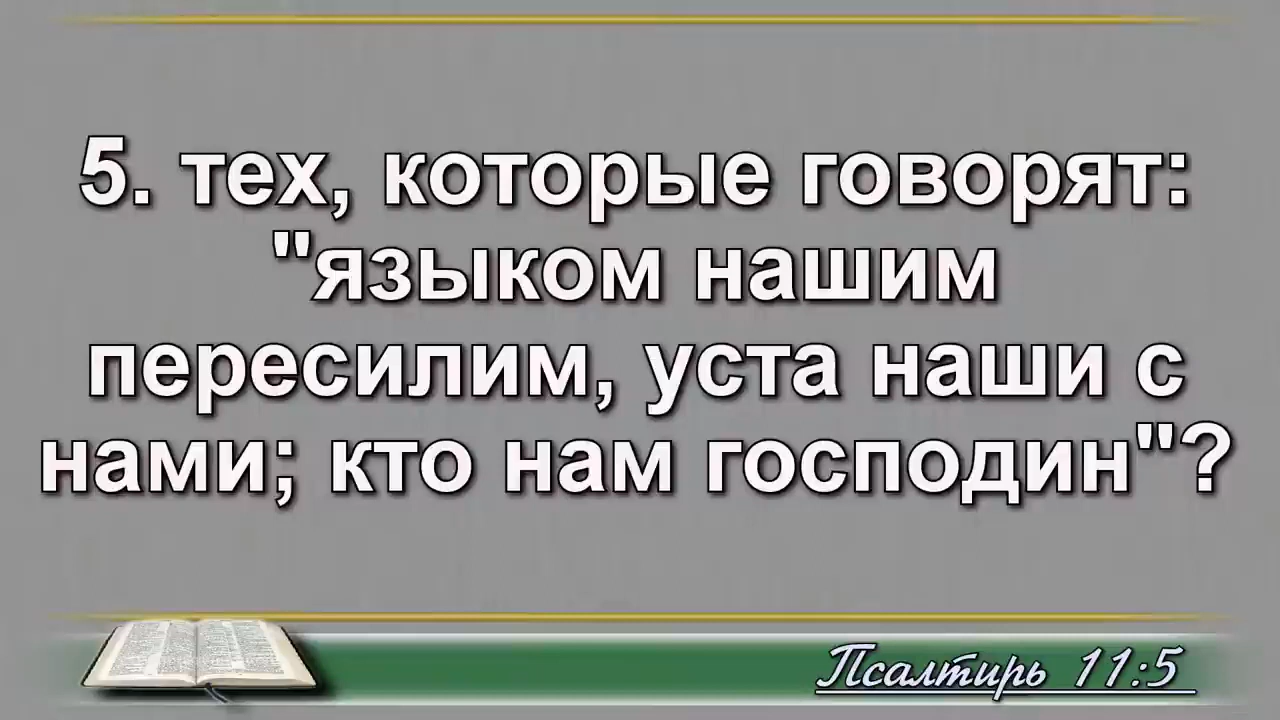 5. тех, которые говорят:
"языком нашим
пересилим, уста наши с
нами; кто нам господин"?
Псалтирь 11:5